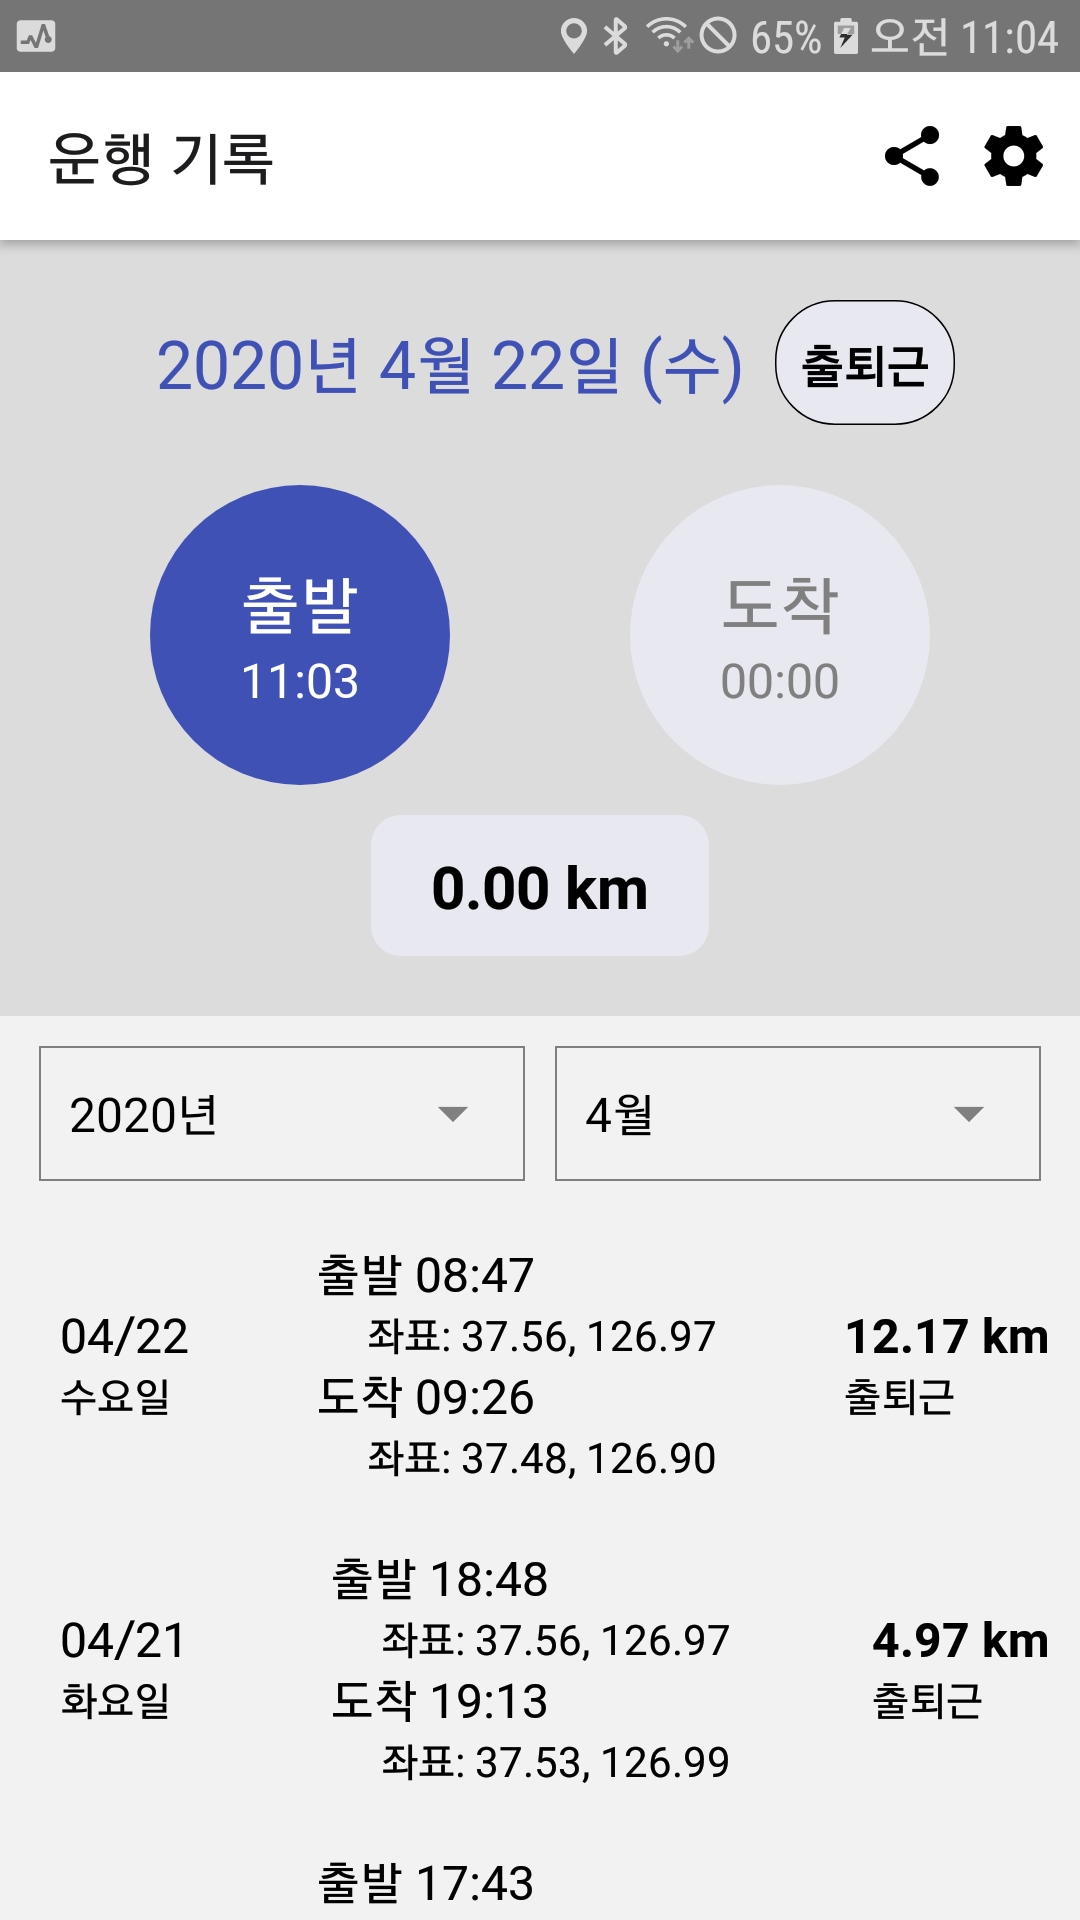 65% 오전 11:04
운행 기록
2020년 4월 22일 (수) 출퇴근
출발 도착
11:03 00:00
0.00 km
2020년 4월
출발 08:47
04/22 좌표: 37.56, 126.97 12.17 km
수요일 도착 09:26 출퇴근
좌표: 37.48, 126.90
출발 18:48
04/21 좌표: 37.56, 126.97 4.97 km
화요일 도착 19:13 출퇴근
좌표: 37.53, 126.99
출발 17:43